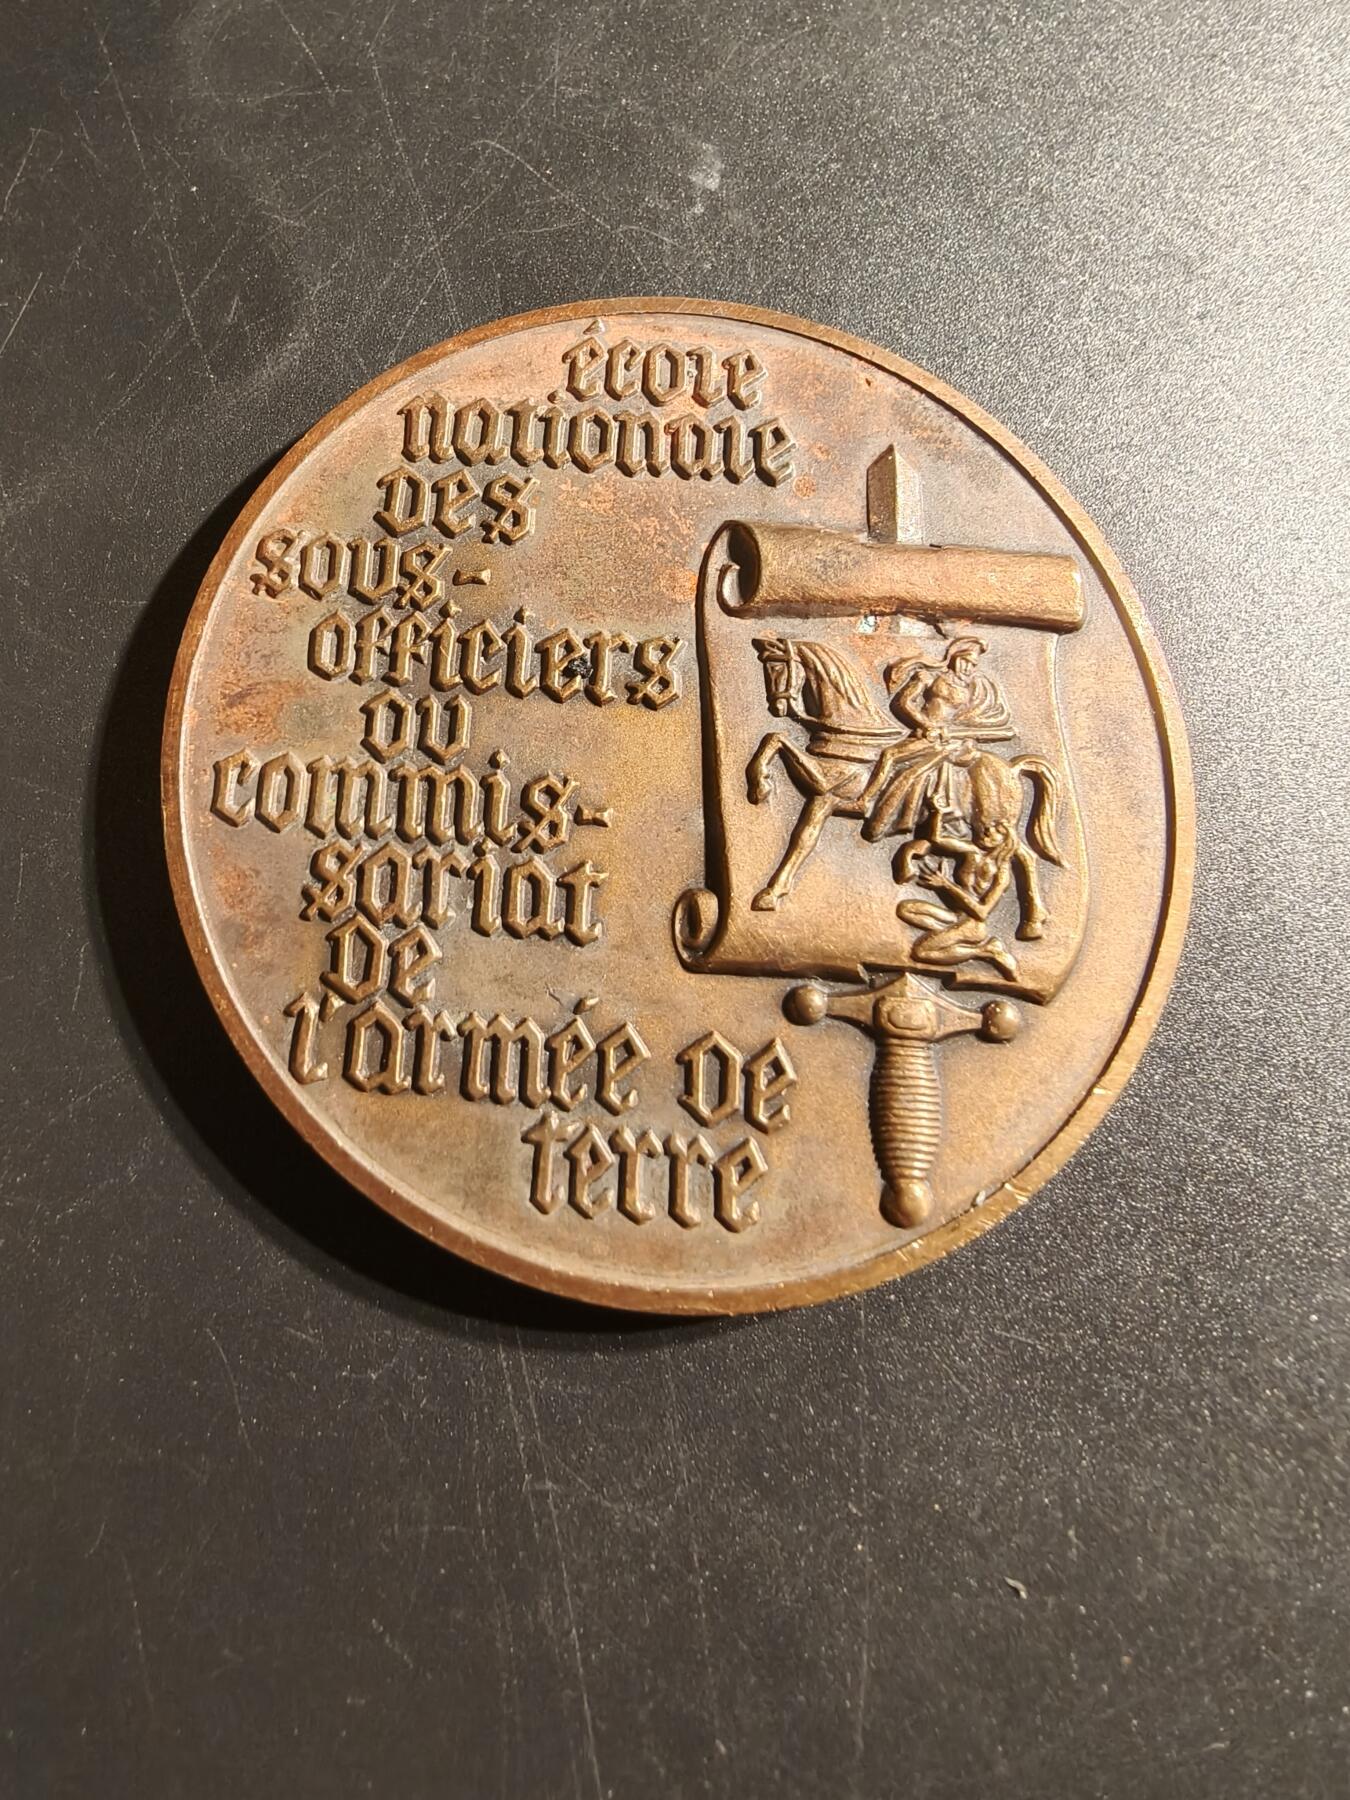 école
nationale
des
sous-
officiers
du
commis-
sariat
de
l'armée de
terre